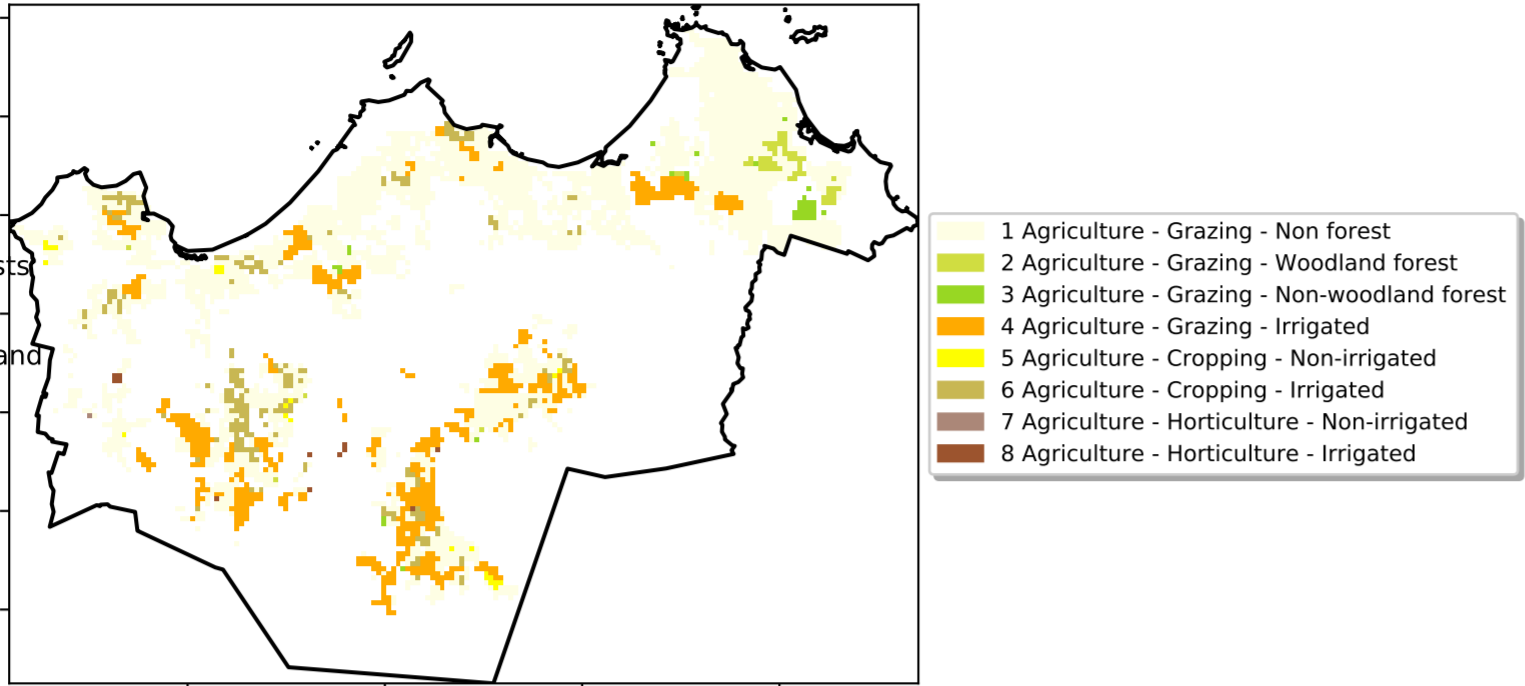 1 Agriculture - Grazing - Non forest
2 Agriculture - Grazing - Woodland forest
sts
3 Agriculture - Grazing - Non-woodland forest
4 Agriculture - Grazing - Irrigated
and
5 Agriculture - Cropping - Non-irrigated
6 Agriculture - Cropping - Irrigated
7 Agriculture - Horticulture - Non-irrigated
8 Agriculture - Horticulture - Irrigated